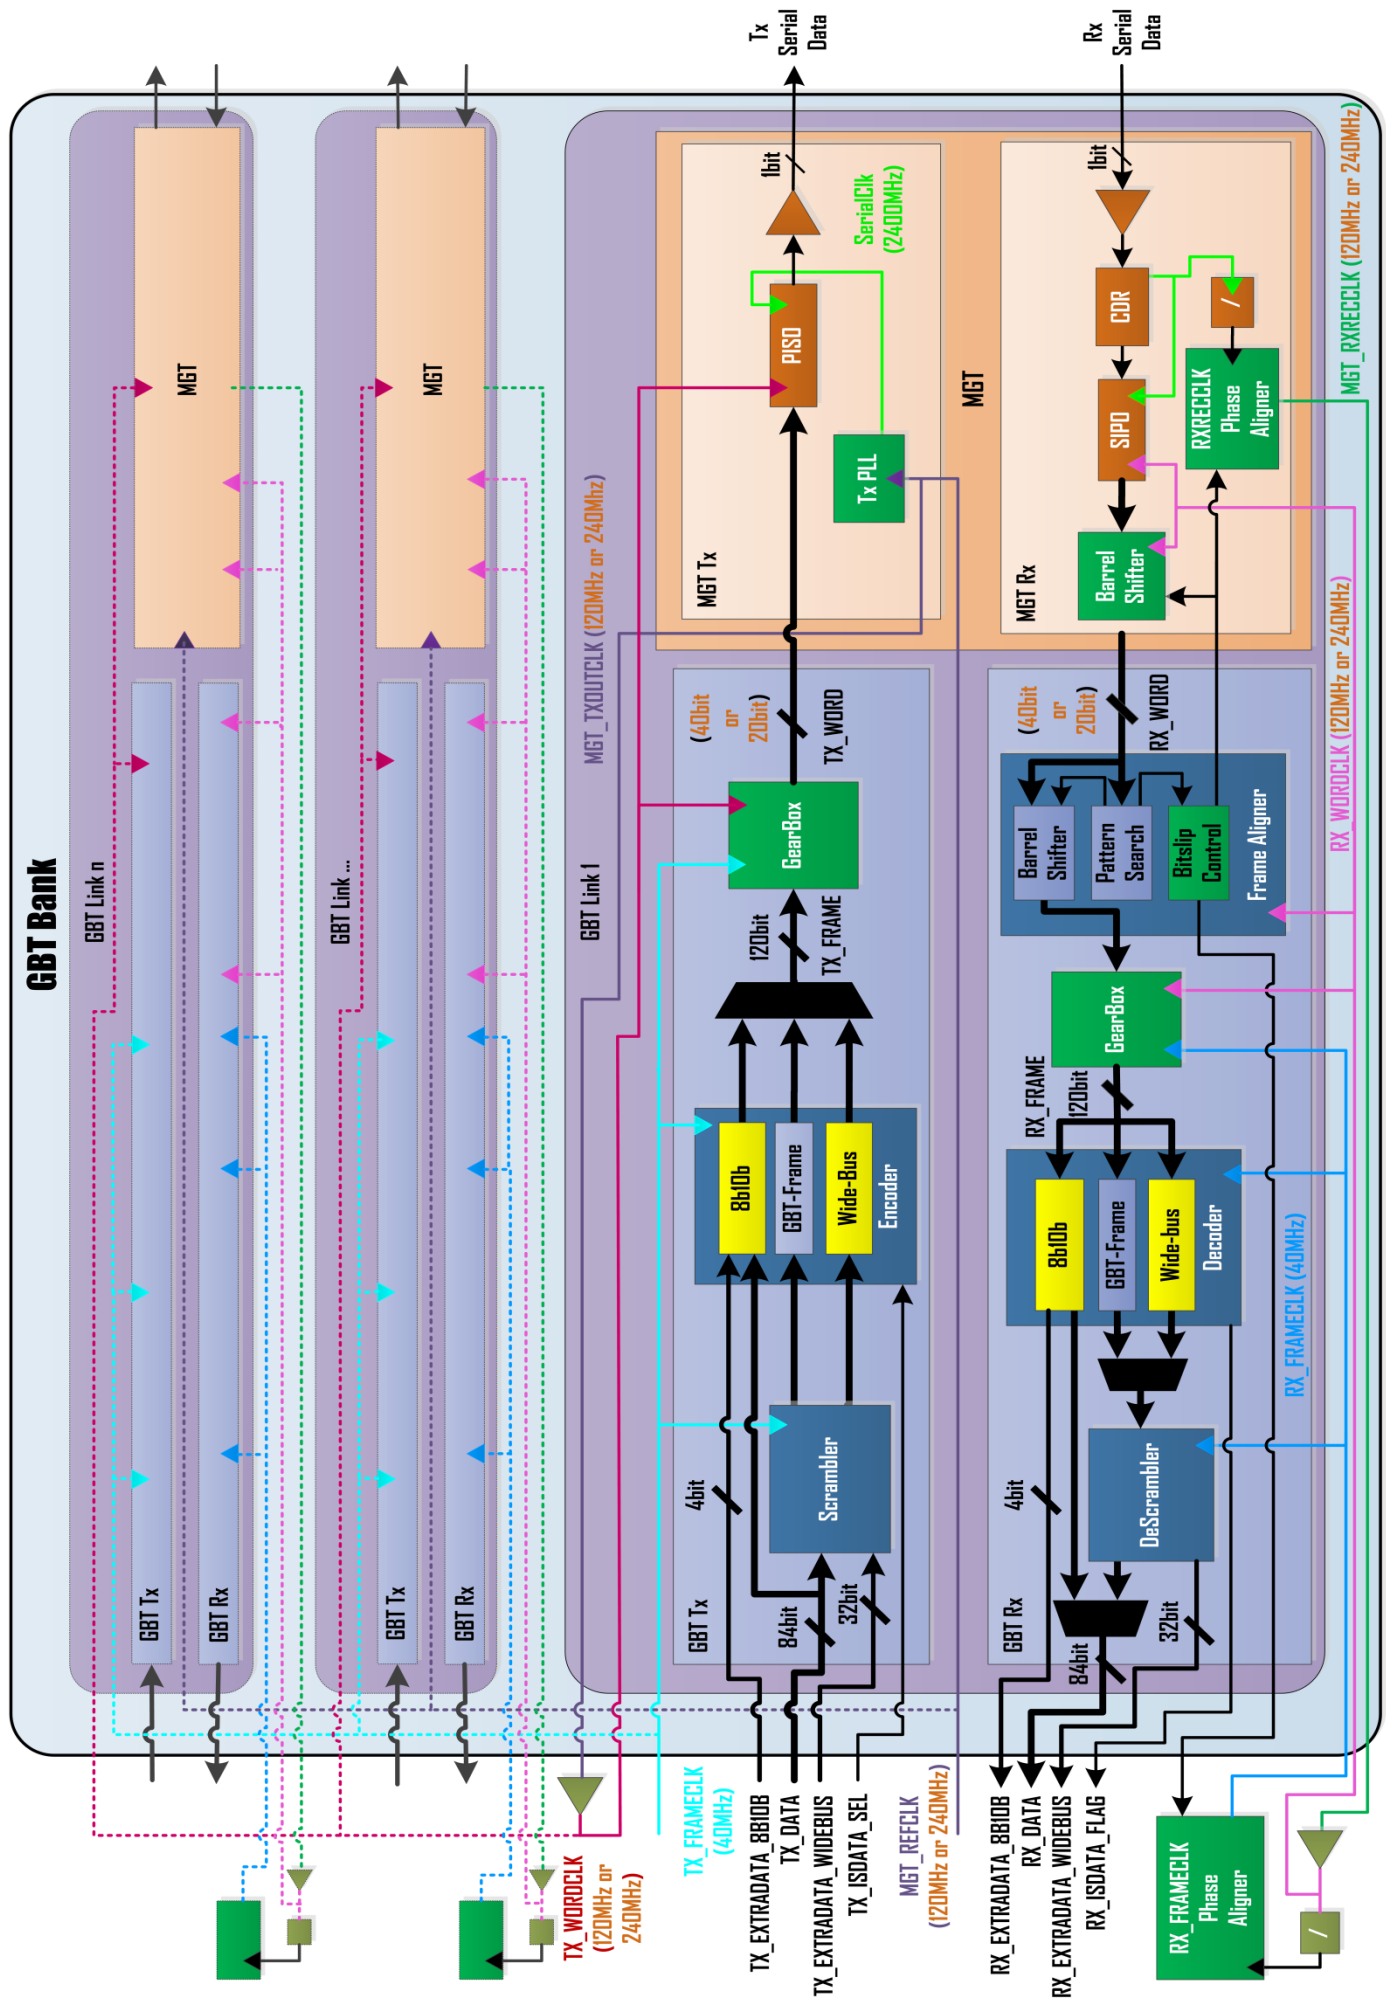 GBT Bank
GBT Link n
MGT
GBT Tx
GBT Rx
GBT Link ...
MGT
GBT Tx
GBT Rx
GBT Link 1
MGT_TXOUTCLK (120MHz or 240Mhz)
TX_WORDCLK
(120MHz or
240MHz)
Tx
Serial
Data
1bit
SerialClk
(2400MHz)
PISO
Tx PLL
MGT Tx
MGT
(40bit
or
20bit)
TX_WORD
GearBox
120bit
TX_FRAME
8b10b
GBT-Frame
Wide-Bus
Encoder
Scrambler
4bit
84bit
32bit
GBT Tx
TX_FRAMECLK
(40MHz)
TX_EXTRADATA_8B10B
TX_DATA
TX_EXTRADATA_WIDEBUS
TX_ISDATA_SEL
MGT_REFCLK
(120MHz or 240MHz)
Rx
Serial
Data
1bit
CDR
/
SIPO
RXRECCLK
Phase
Aligner
Barrel
Shifter
MGT Rx
MGT_RXRECCLK (120MHz or 240MHz)
(40bit
or
20bit)
RX_WORD
RX_WORDCLK (120MHz or 240MHz)
Barrel
Shifter
Pattern
Search
Bitslip
Control
Frame Aligner
GearBox
RX_FRAME
120bit
8b10b
GBT-Frame
Wide-bus
Decoder
RX_FRAMECLK (40MHz)
DeScrambler
4bit
84bit
32bit
GBT Rx
RX_EXTRADATA_8B10B
RX_DATA
RX_EXTRADATA_WIDEBUS
RX_ISDATA_FLAG
RX_FRAMECLK
Phase
Aligner
/